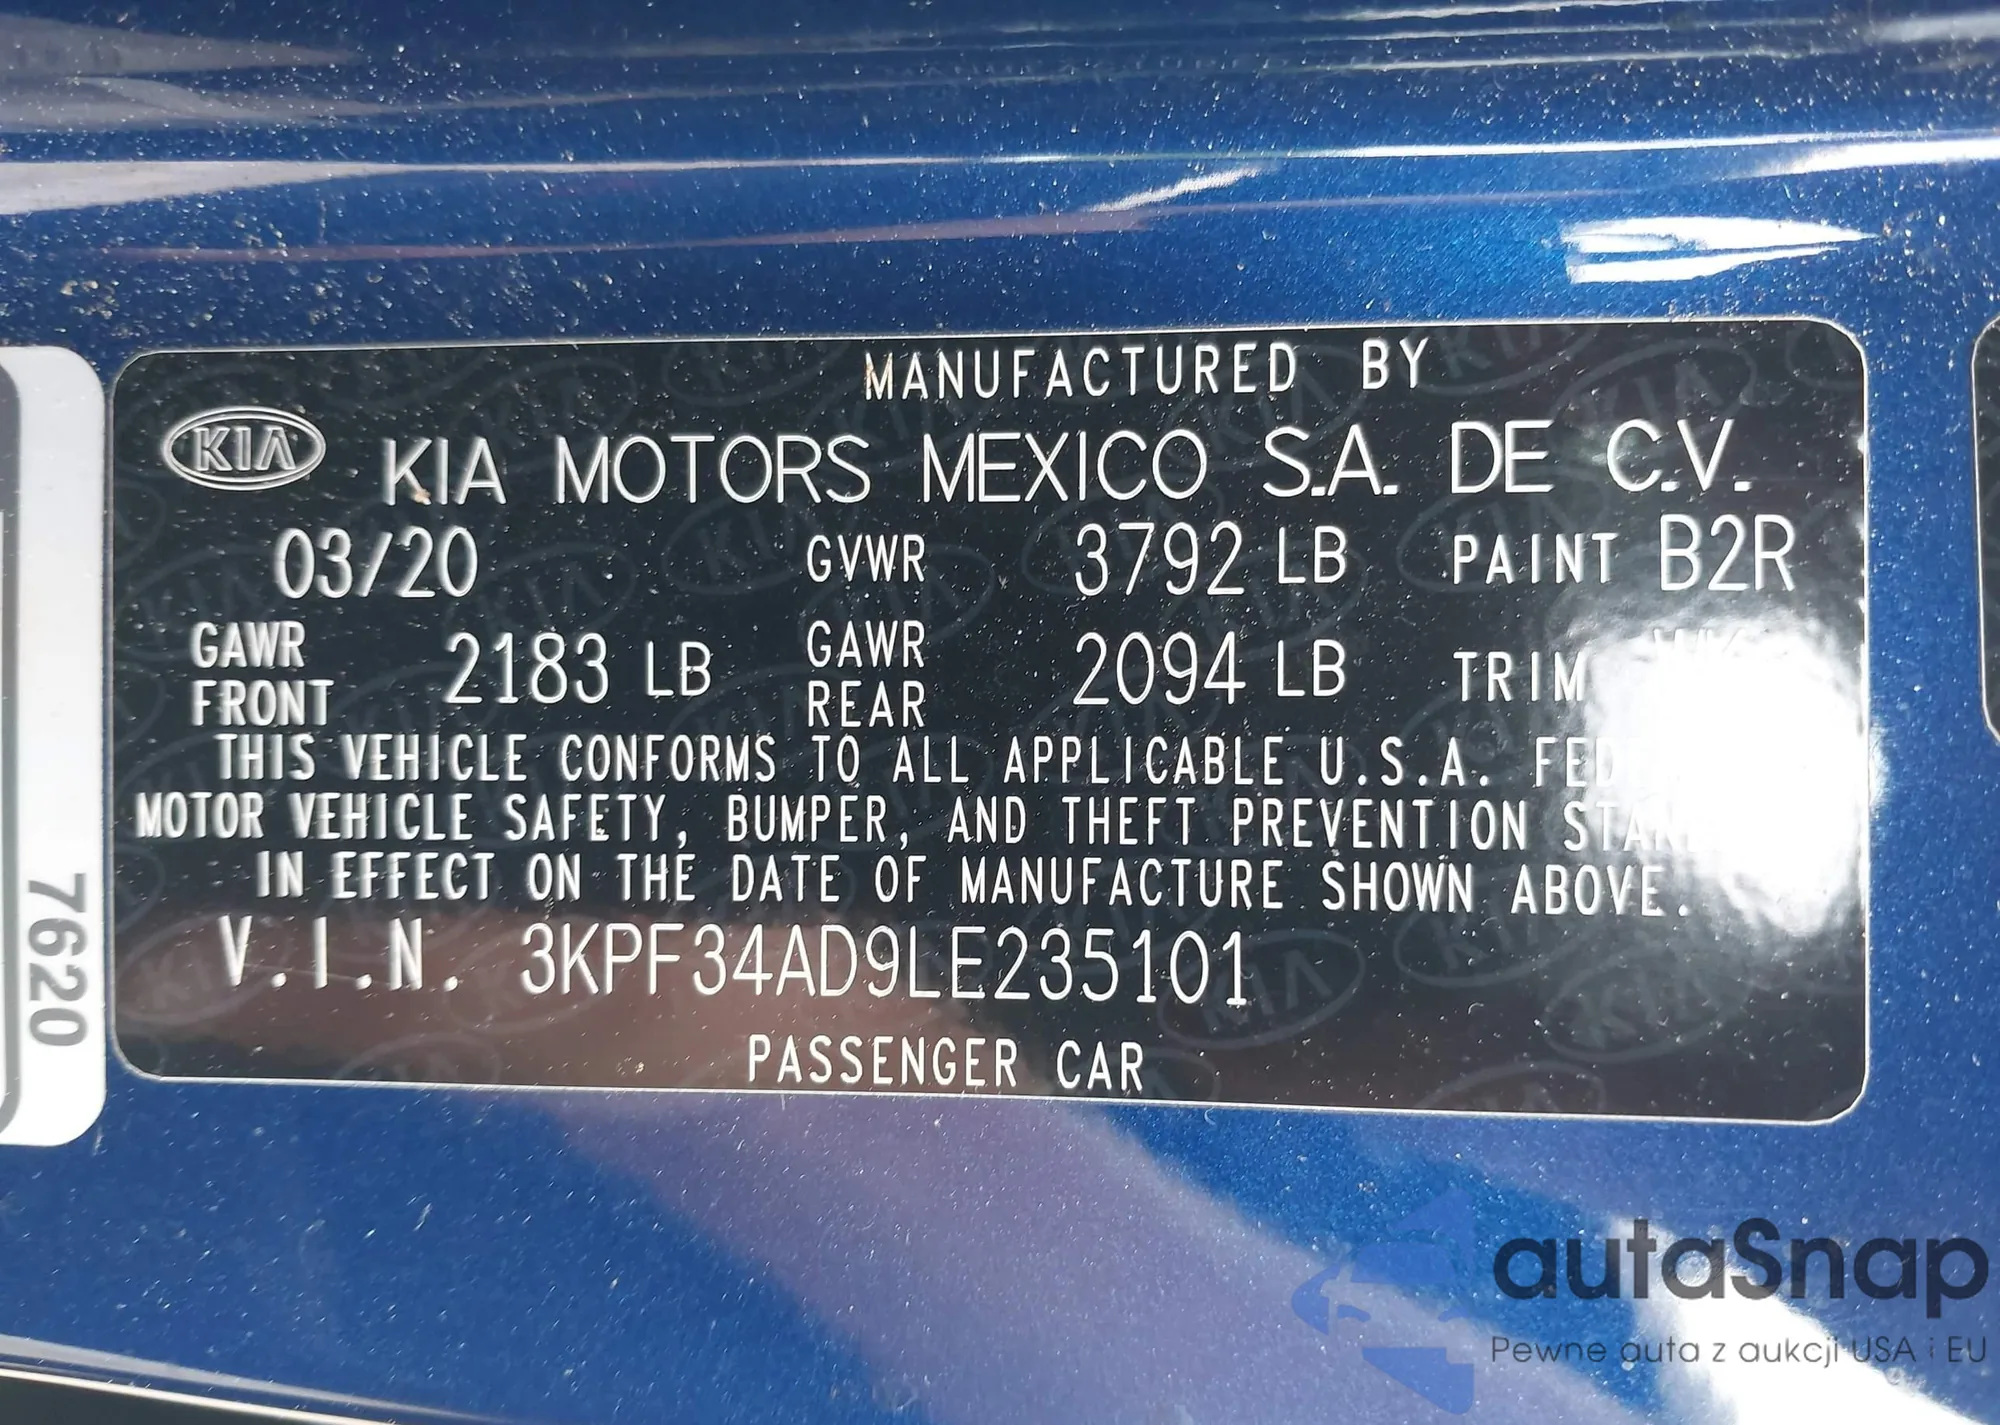 MANUFACTURED BY
KIA KIA MOTORS MEXICO S.A. DE C.V.
03/20 GVWR 3792 LB PAINT B2R
GAWR FRONT 2183 LB GAWR REAR 2094 LB TRIM
THIS VEHICLE CONFORMS TO ALL APPLICABLE U.S.A.
MOTOR VEHICLE SAFETY, BUMPER, AND THEFT PREVENTION
IN EFFECT ON THE DATE OF MANUFACTURE SHOWN ABOVE.
V.I.N. 3KPF34AD9LE235101
PASSENGER CAR
7620
autaSnap
Pewne auta z aukcji USA i EU